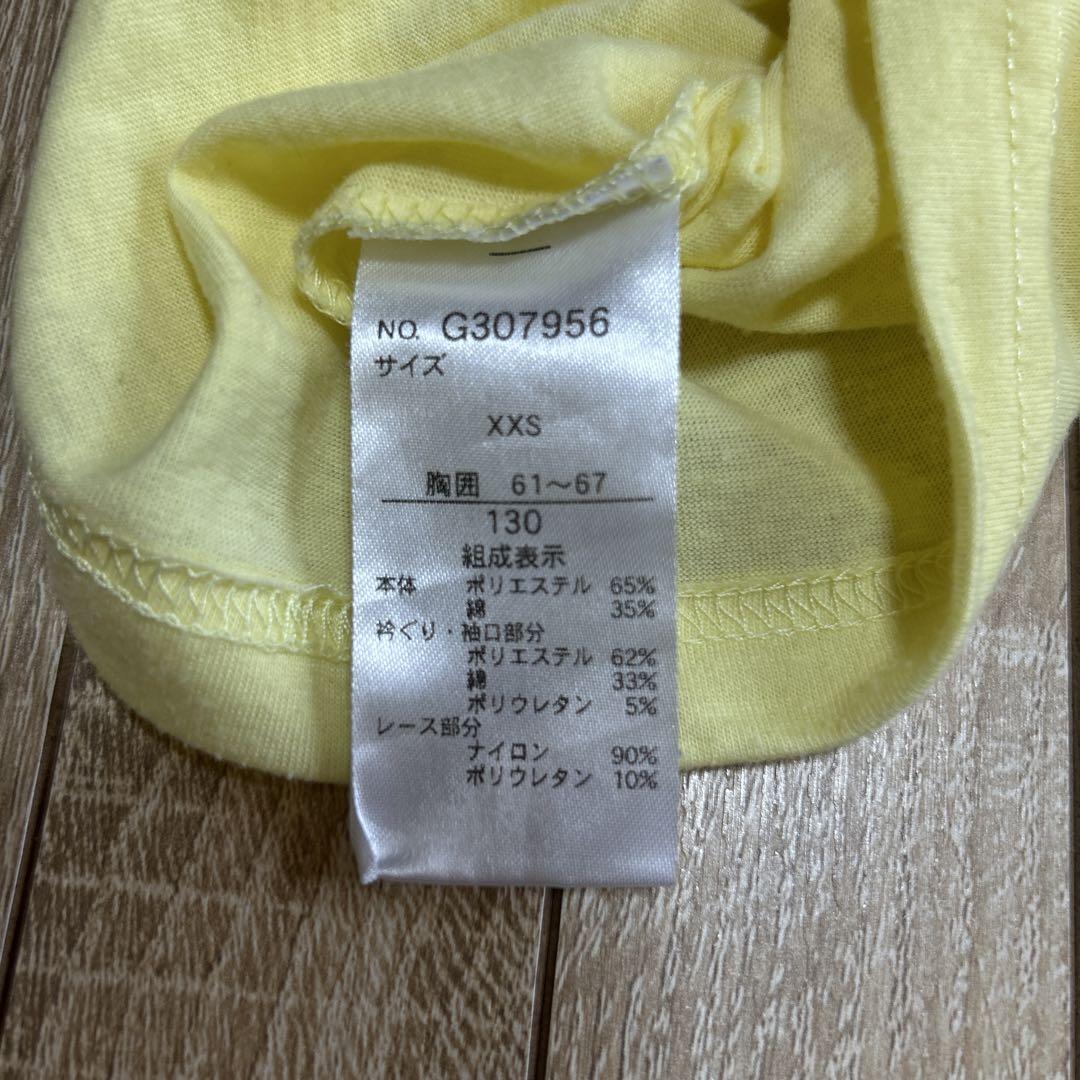 NO. G307956
サイズ
XXS
胸囲 61～67
130
組成表示
本体 ポリエステル 65%
綿 35%
衿ぐり・袖口部分
ポリエステル 62%
綿 33%
ポリウレタン 5%
レース部分
ナイロン 90%
ポリウレタン 10%